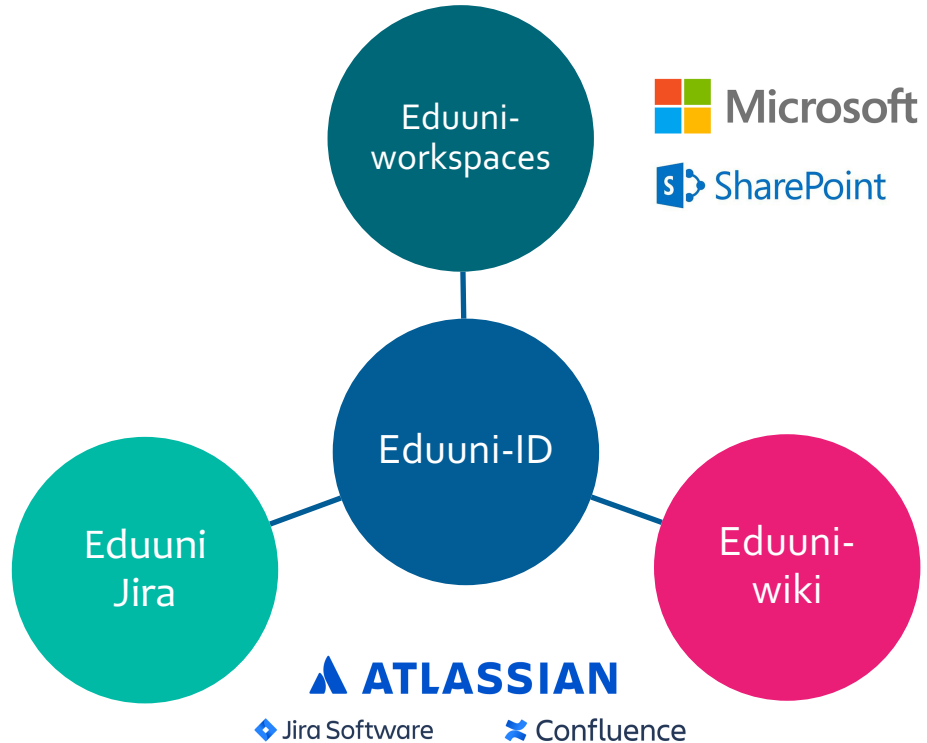 Eduuni-
workspaces
Microsoft
S SharePoint
Eduuni-ID
Eduuni
Jira
Eduuni-
wiki
ATLASSIAN
Jira Software
Confluence